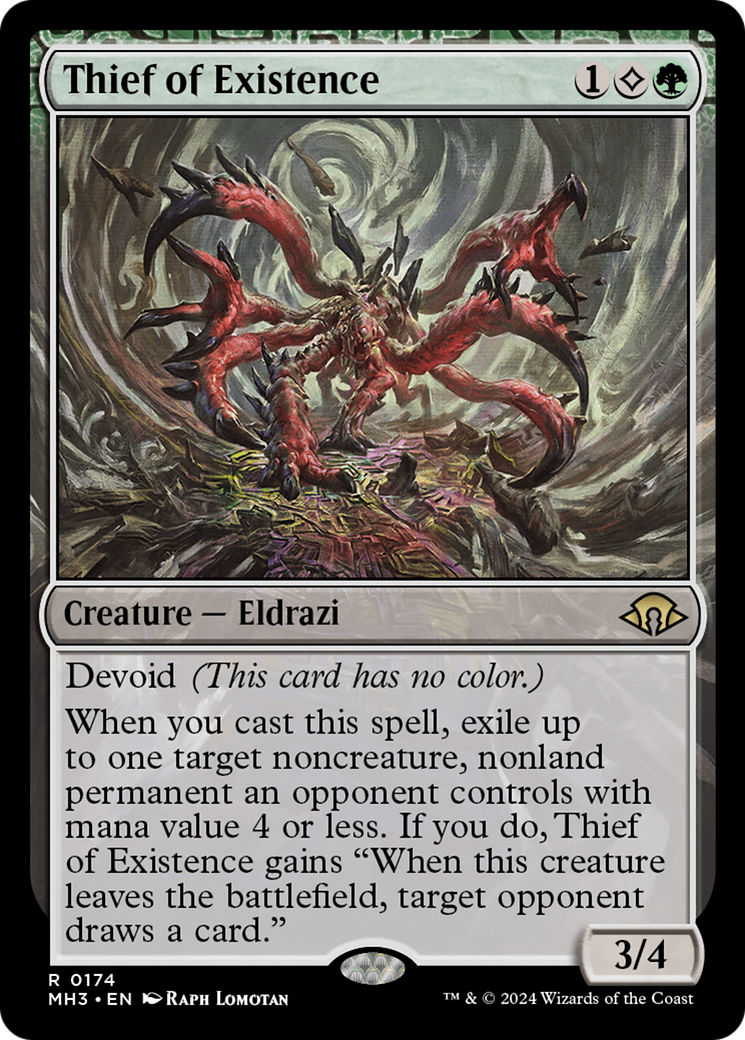 Thief of Existence 1
Creature — Eldrazi
Devoid (This card has no color.)
When you cast this spell, exile up
to one target noncreature, nonland
permanent an opponent controls with
mana value 4 or less. If you do, Thief
of Existence gains “When this creature
leaves the battlefield, target opponent
draws a card.”
3/4
R 0174
MH3 • EN Raph Lomotan
™ & © 2024 Wizards of the Coast